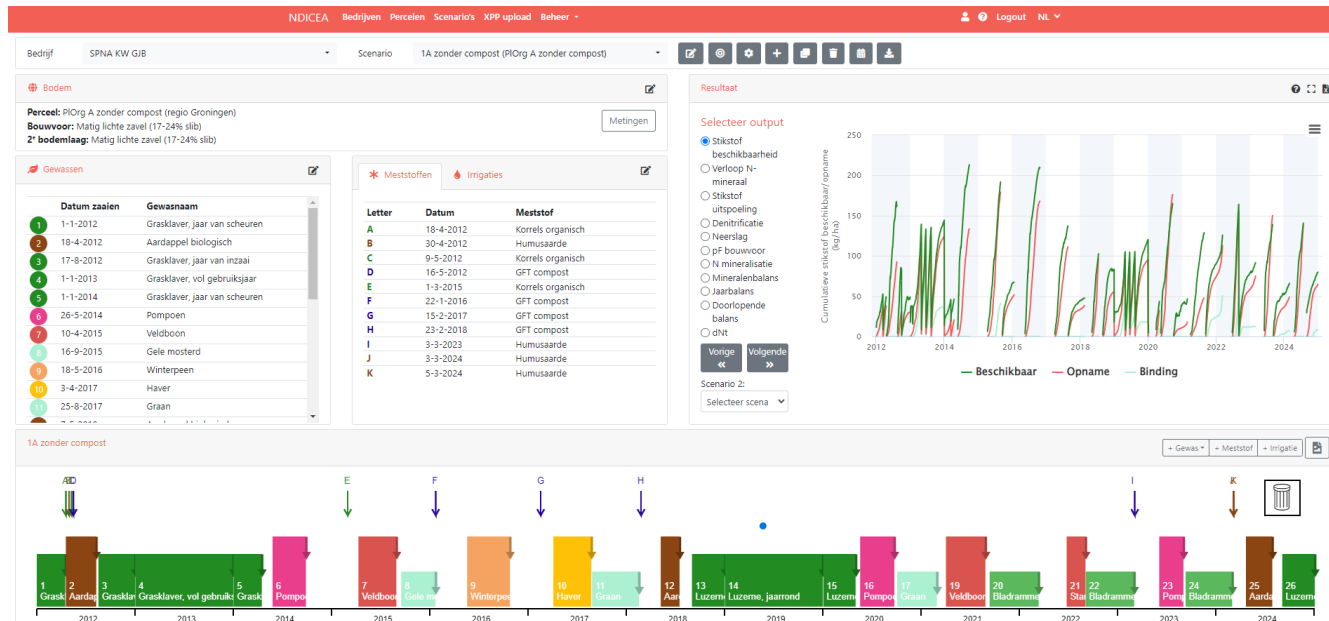 NDICEA Bedrijven Percelen Scenario's XPP upload Beheer Logout NL
Bedrijf SPNA KW GJB Scenario 1A zonder compost (PlOrg A zonder compost)
Bodem
Perceel: PlOrg A zonder compost (regio Groningen)
Bouwvoor: Matig lichte zavel (17-24% slib)
2e bodemlaag: Matig lichte zavel (17-24% slib)
Metingen
Gewassen
Datum zaaien Gewasnaam
1 1-1-2012 Grasklaver, jaar van scheuren
2 18-4-2012 Aardappel biologisch
3 17-8-2012 Grasklaver, jaar van inzaai
4 1-1-2013 Grasklaver, vol gebruiksjaar
5 1-1-2014 Grasklaver, jaar van scheuren
6 26-5-2014 Pompoen
7 10-4-2015 Veldboon
8 16-9-2015 Gele mosterd
9 18-5-2016 Winterpeen
10 3-4-2017 Haver
11 25-8-2017 Graan
Meststoffen Irrigaties
Letter Datum Meststof
A 18-4-2012 Korrels organisch
B 30-4-2012 Humusaarde
C 9-5-2012 Korrels organisch
D 16-5-2012 GFT compost
E 1-3-2015 Korrels organisch
F 22-1-2016 GFT compost
G 15-2-2017 GFT compost
H 23-2-2018 GFT compost
I 3-3-2023 Humusaarde
J 3-3-2024 Humusaarde
K 5-3-2024 Humusaarde
Resultaat
Selecteer output
Stikstof
beschikbaarheid
Verloop N-
mineraal
Stikstof
uitspoeling
Denitrificatie
Neerslag
pF bouwvoor
N mineralisatie
Mineralenbalans
Jaarbalans
Doorlopende
balans
dNt
Vorige Volgende
Scenario 2:
Selecteer scena
Cumulatieve stikstof beschikbaar/opname
(kg/ha)
250
200
150
100
50
0
2012 2014 2016 2018 2020 2022 2024
Beschikbaar Opname Binding
1A zonder compost
+ Gewas + Meststof + Irrigatie
D E F G H I K
1 2 3 4 5 6 7 8 9 10 11 12 13 14 15 16 17 18 19 20 21 22 23 24 25 26
Graskl Aardap Grasklav Grasklaver, vol gebruiks Graskl Pompoe Veldboon Gele m Winterpee Haver Graan Aard Luzerne Luzerne, jaarrond Luzerne Pompoe Graan Veldboon Bladramme Sta Bladramme Pomp Bladramme Aarda Luzerne
2012 2013 2014 2015 2016 2017 2018 2019 2020 2021 2022 2023 2024